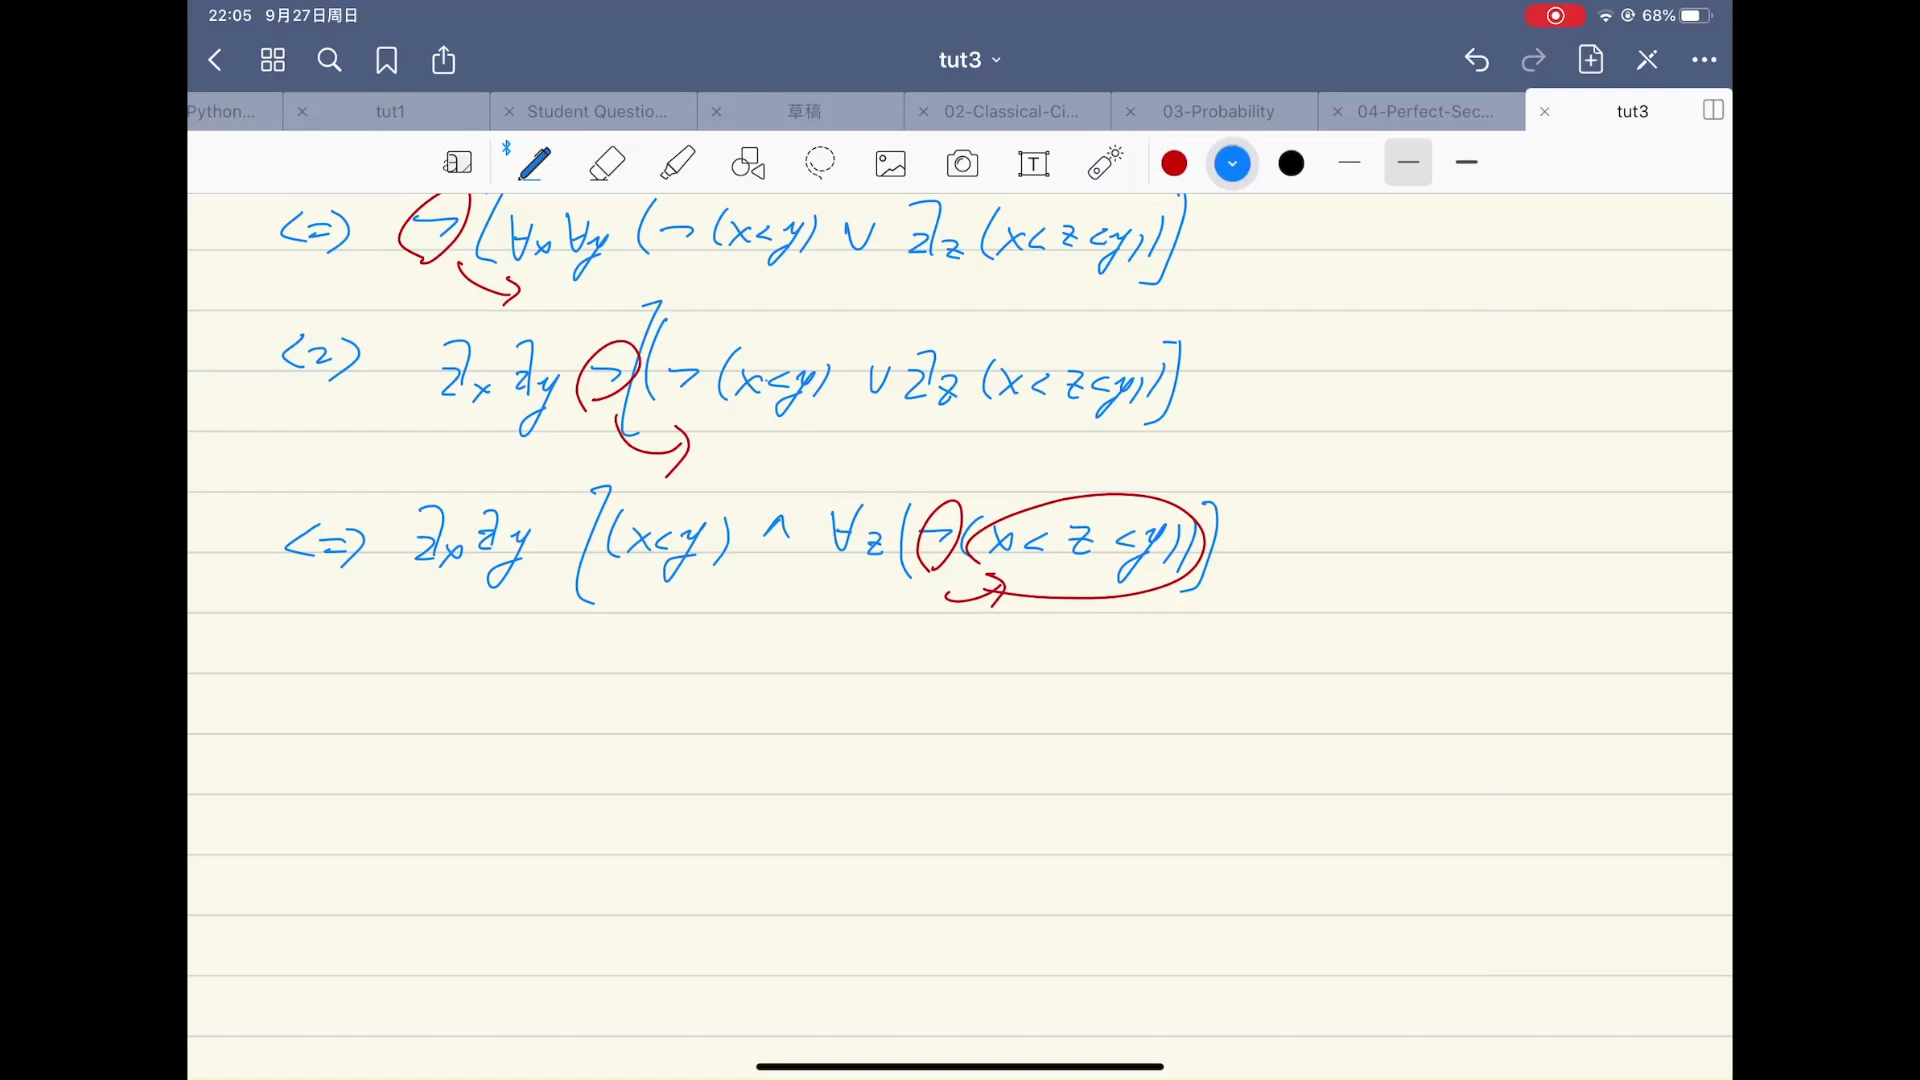 22:05 9月27日周日 68%
tut3
Python... tut1 Student Questio... 草稿 02-Classical-Ci... 03-Probability 04-Perfect-Sec... tut3
<=> ¬[∀x∀y (¬(x<y) ∨ ∃z (x<z<y))]
<=> ∃x ∃y ¬[(¬(x<y) ∨ ∃z (x<z<y))]
<=> ∃x ∃y [(x<y) ∧ ∀z(¬(x<z<y))]